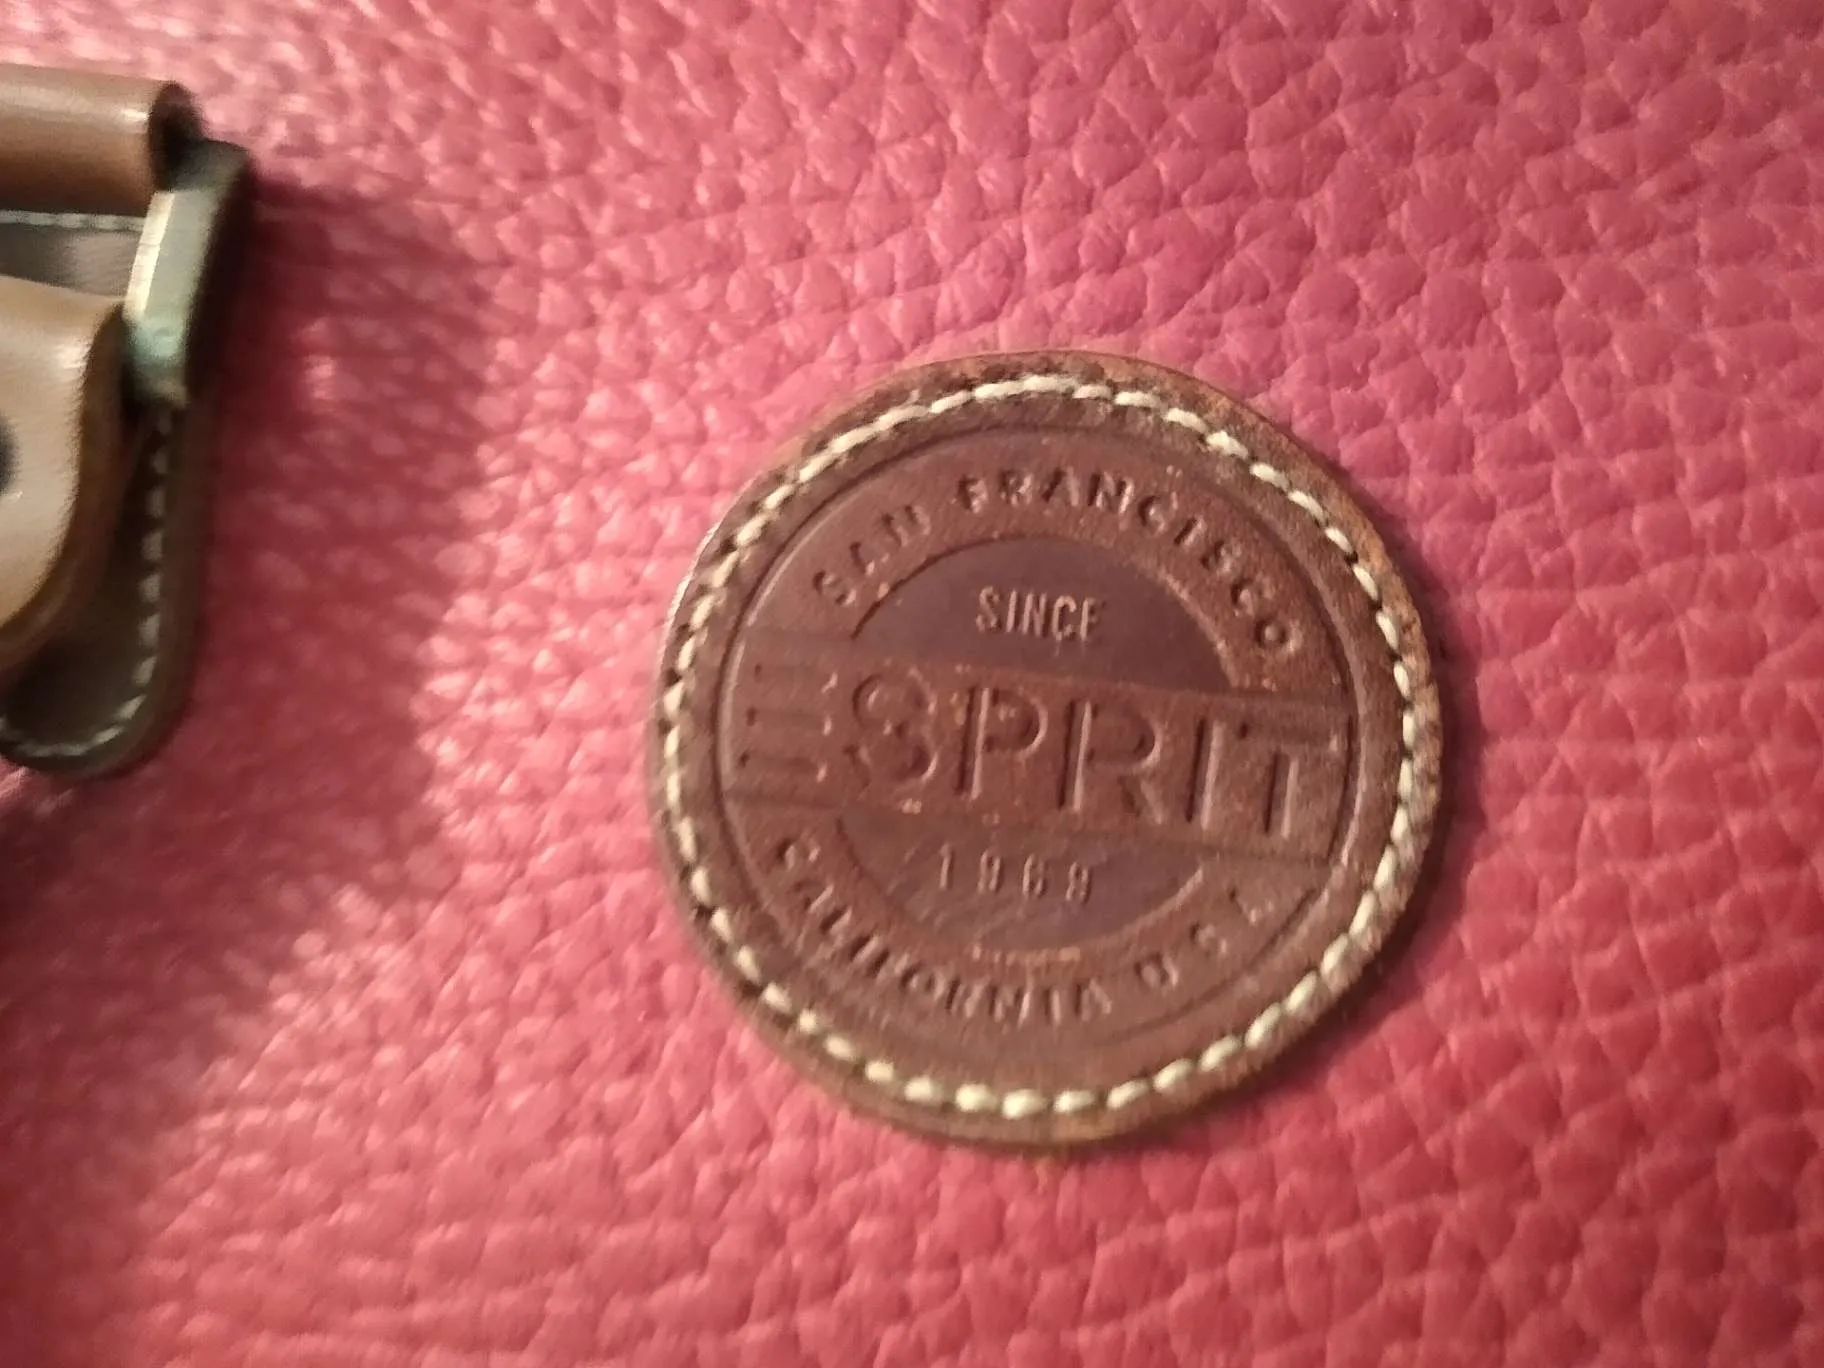 SAN FRANCISCO
SINCE
ESPRIT
1968
CALIFORNIA U.S.A.